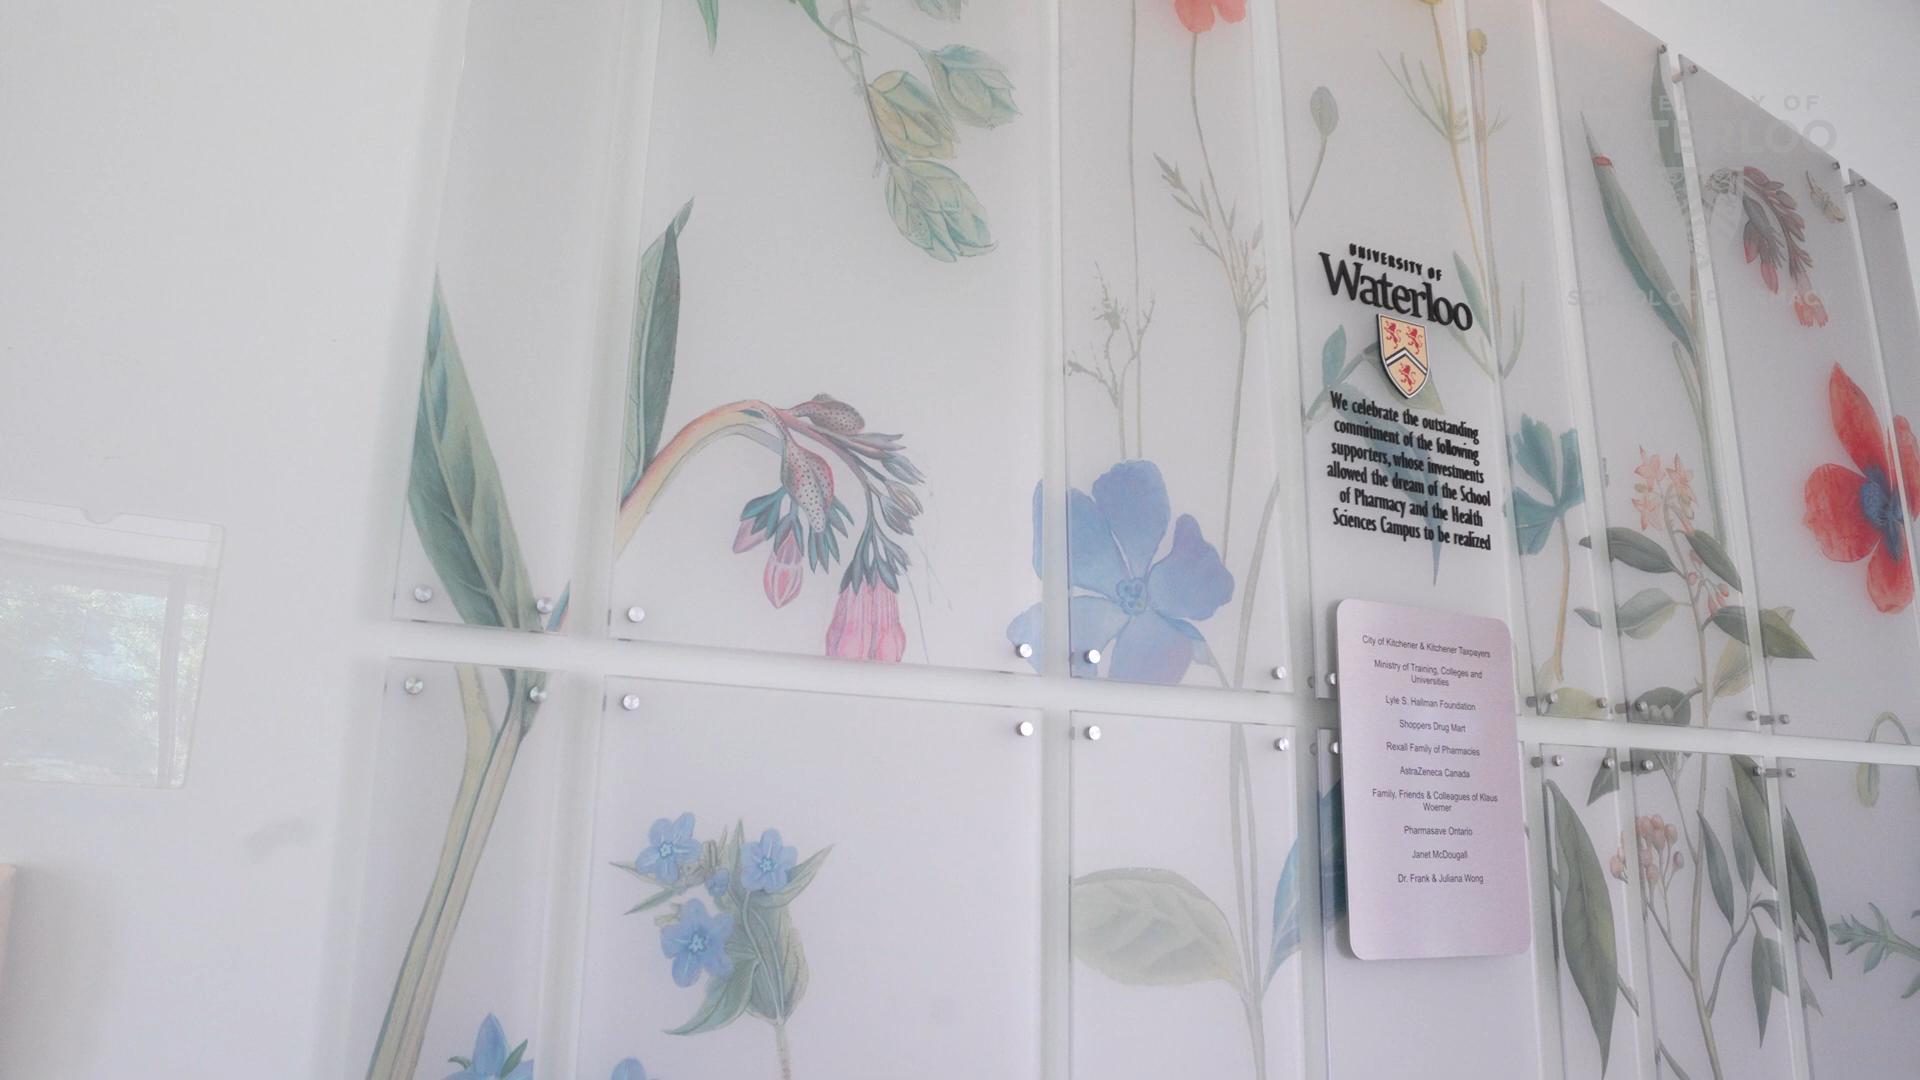 UNIVERSITY OF
Waterloo
We celebrate the outstanding
commitment of the following
supporters, whose investments
allowed the dream of the School
of Pharmacy and the Health
Sciences Campus to be realized
City of Kitchener & Kitchener Taxpayers
Ministry of Training, Colleges and
Universities
Lyle S. Hallman Foundation
Shoppers Drug Mart
Rexall Family of Pharmacies
AstraZeneca Canada
Family, Friends & Colleagues of Klaus
Woerner
Pharmasave Ontario
Janet McDougall
Dr. Frank & Juliana Wong
OF
SCHOOL OF